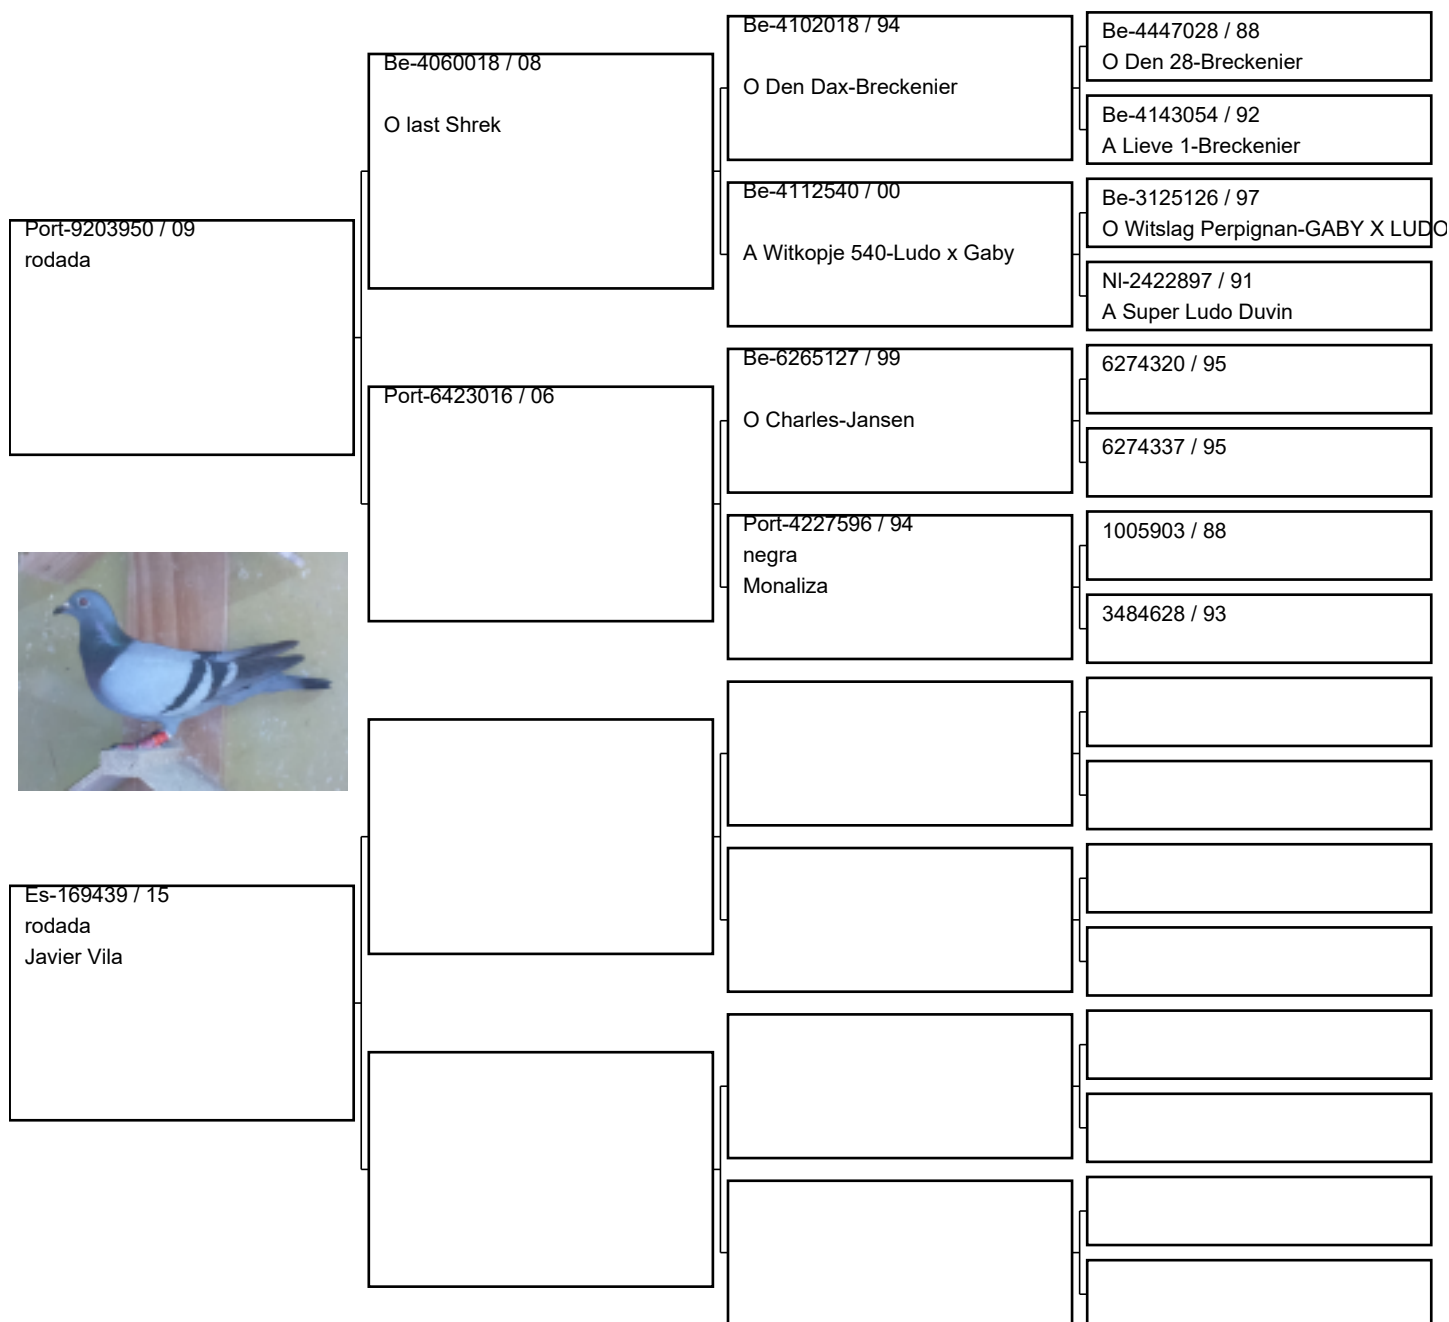 Port-9203950 / 09
rodada
Es-169439 / 15
rodada
Javier Vila
Be-4060018 / 08
O last Shrek
Port-6423016 / 06
Be-4102018 / 94
O Den Dax-Breckenier
Be-4112540 / 00
A Witkopje 540-Ludo x Gaby
Be-6265127 / 99
O Charles-Jansen
Port-4227596 / 94
negra
Monaliza
Be-4447028 / 88
O Den 28-Breckenier
Be-4143054 / 92
A Lieve 1-Breckenier
Be-3125126 / 97
O Witslag Perpignan-GABY X LUDO
Nl-2422897 / 91
A Super Ludo Duvin
6274320 / 95
6274337 / 95
1005903 / 88
3484628 / 93